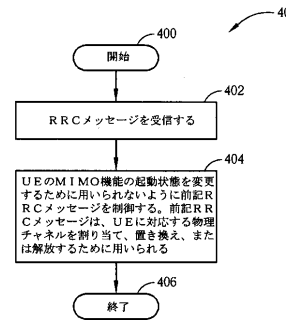 400
開始
402
RRCメッセージを受信する
404
UEのMIMO機能の起動状態を変更
するために用いられないように前記R
RCメッセージを制御する。前記RR
Cメッセージは、UEに対応する物理
チャネルを割り当て、置き換え、また
は解放するために用いられる
406
終了